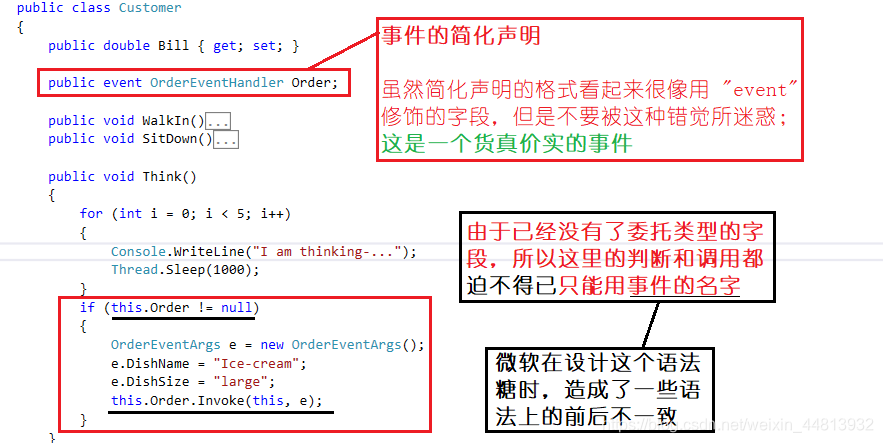 public class Customer
{
public double Bill { get; set; }
public event OrderEventHandler Order;
public void WalkIn()...
public void SitDown()...
public void Think()
{
for (int i = 0; i < 5; i++)
{
Console.WriteLine("I am thinking-...");
Thread.Sleep(1000);
}
if (this.Order != null)
{
OrderEventArgs e = new OrderEventArgs();
e.DishName = "Ice-cream";
e.DishSize = "large";
this.Order.Invoke(this, e);
}
}
事件的简化声明
虽然简化声明的格式看起来很像用 "event"
修饰的字段，但是不要被这种错觉所迷惑；
这是一个货真价实的事件
由于已经没有了委托类型的字
段，所以这里的判断和调用都
迫不得已只能用事件的名字
微软在设计这个语法
糖时，造成了一些语
法上的前后不一致
https://blog.csdn.net/weixin_44813932